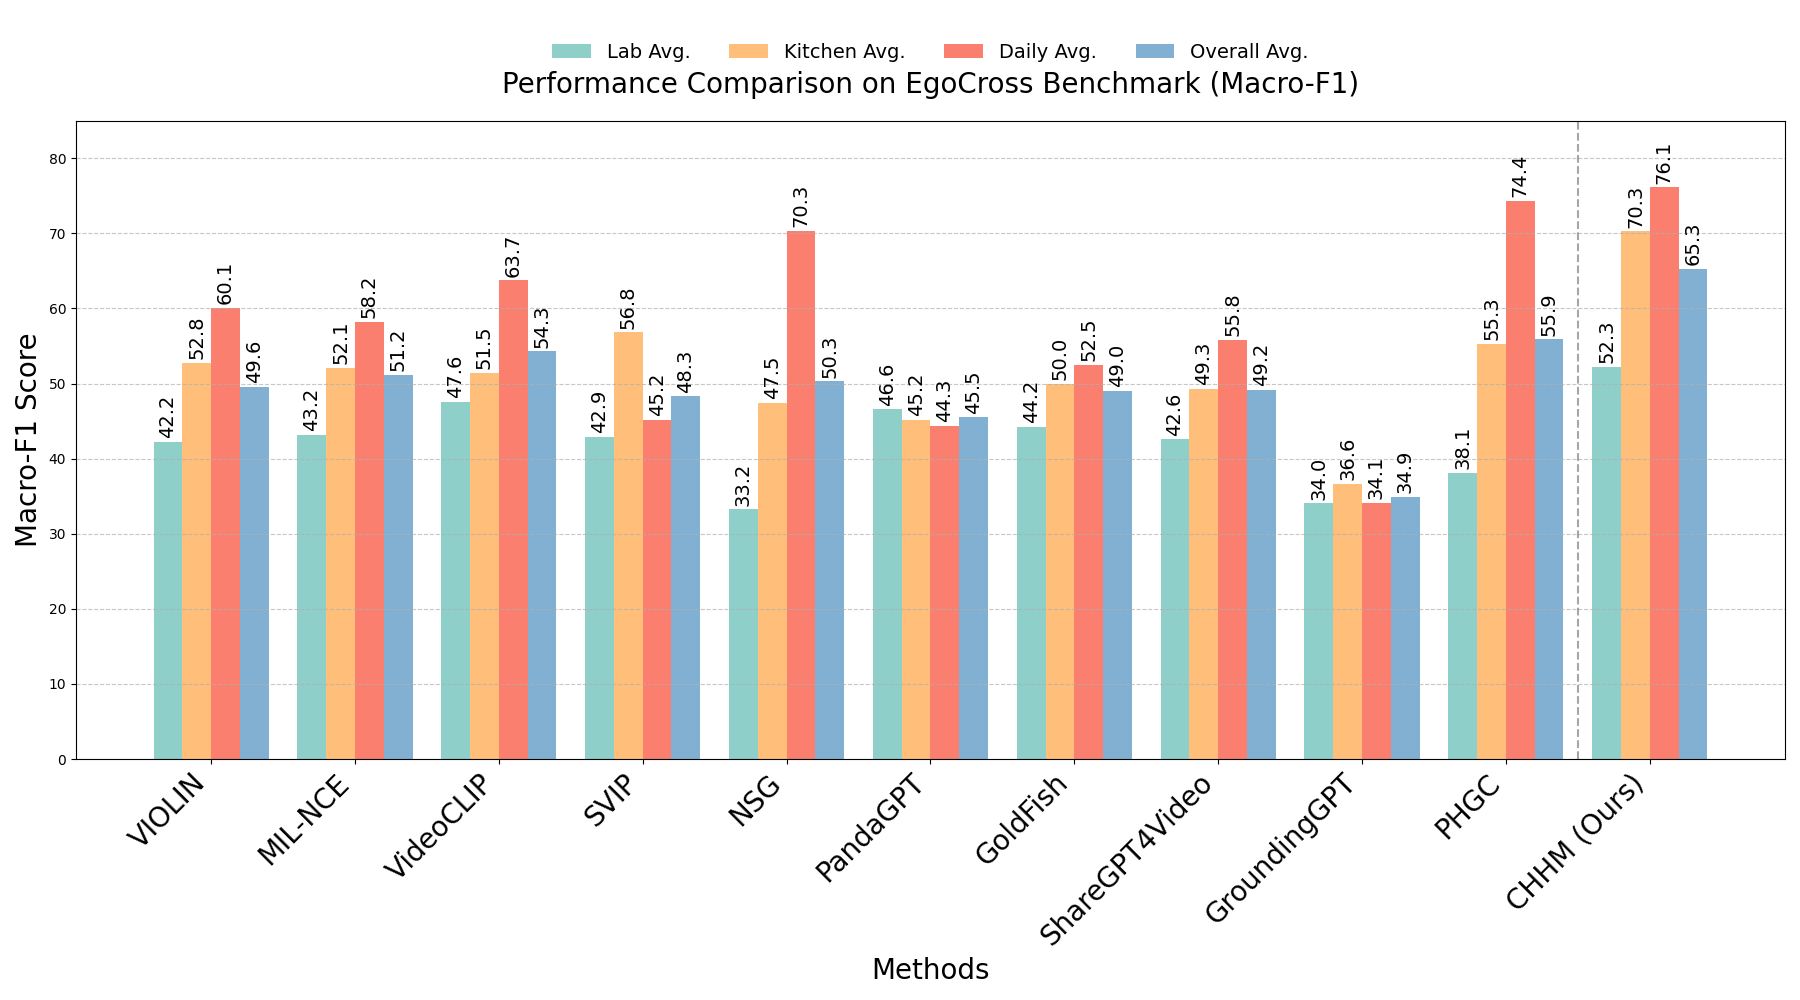 Lab Avg. Kitchen Avg. Daily Avg. Overall Avg.
Performance Comparison on EgoCross Benchmark (Macro-F1)
Macro-F1 Score
80
70
60
50
40
30
20
10
0
42.2 52.8 60.1 49.6
43.2 52.1 58.2 51.2
47.6 51.5 63.7 54.3
42.9 56.8 45.2 48.3
33.2 47.5 70.3 50.3
46.6 45.2 44.3 45.5
44.2 50.0 52.5 49.0
42.6 49.3 55.8 49.2
34.0 36.6 34.1 34.9
38.1 55.3 74.4 55.9
52.3 70.3 76.1 65.3
VIOLIN
MIL-NCE
VideoCLIP
SVIP
NSG
PandaGPT
GoldFish
ShareGPT4Video
GroundingGPT
PHGC
CHHM (Ours)
Methods